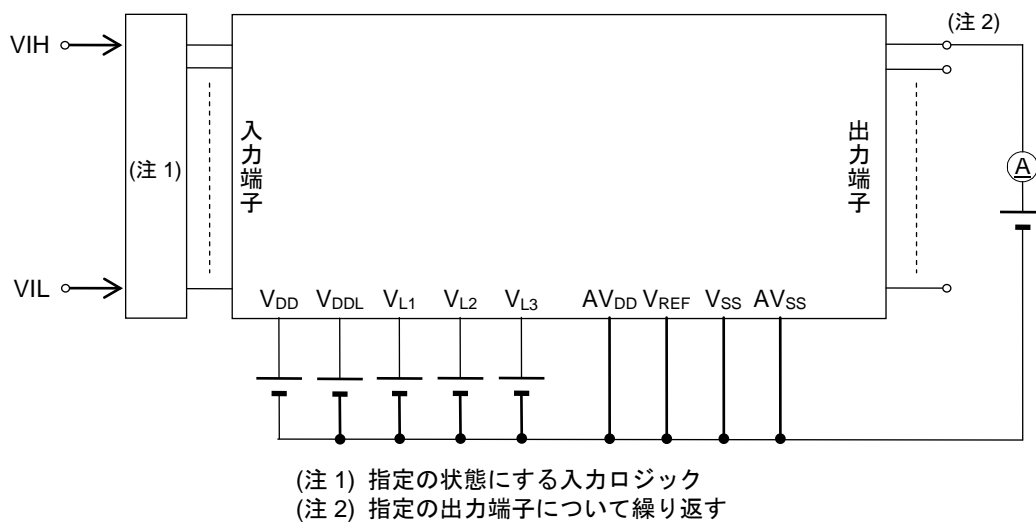 VIH
(注 2)
(注 1)
入力端子
出力端子
A
VIL
VDD VDDL VL1 VL2 VL3 AVDD VREF VSS AVSS
(注 1) 指定の状態にする入力ロジック
(注 2) 指定の出力端子について繰り返す